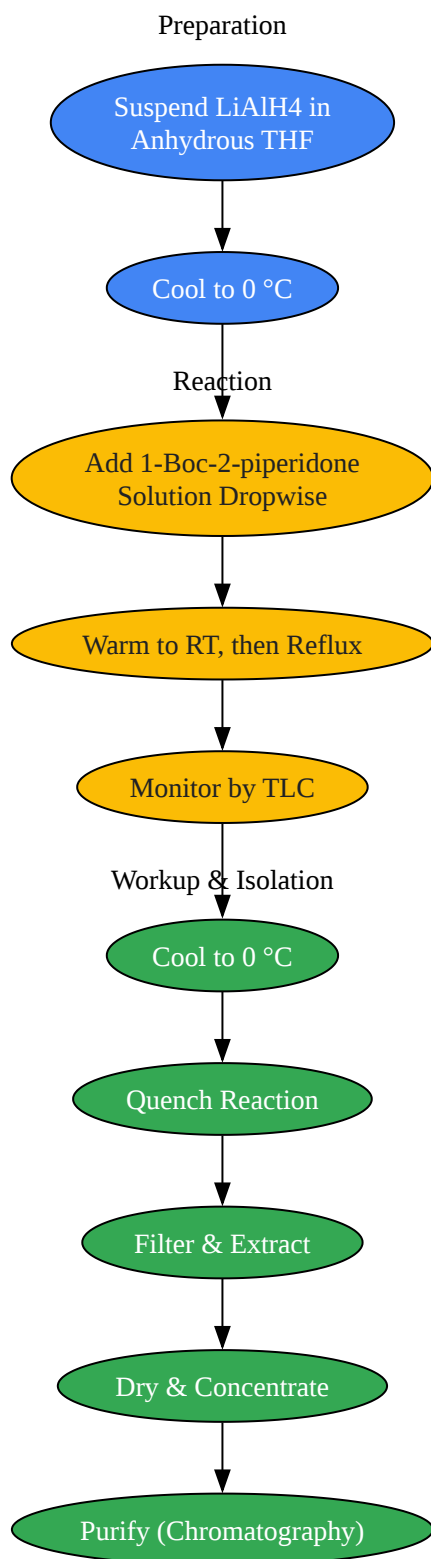 Preparation
Suspend LiAlH4 in
Anhydrous THF
Cool to 0 °C
Reaction
Add 1-Boc-2-piperidone
Solution Dropwise
Warm to RT, then Reflux
Monitor by TLC
Workup & Isolation
Cool to 0 °C
Quench Reaction
Filter & Extract
Dry & Concentrate
Purify (Chromatography)